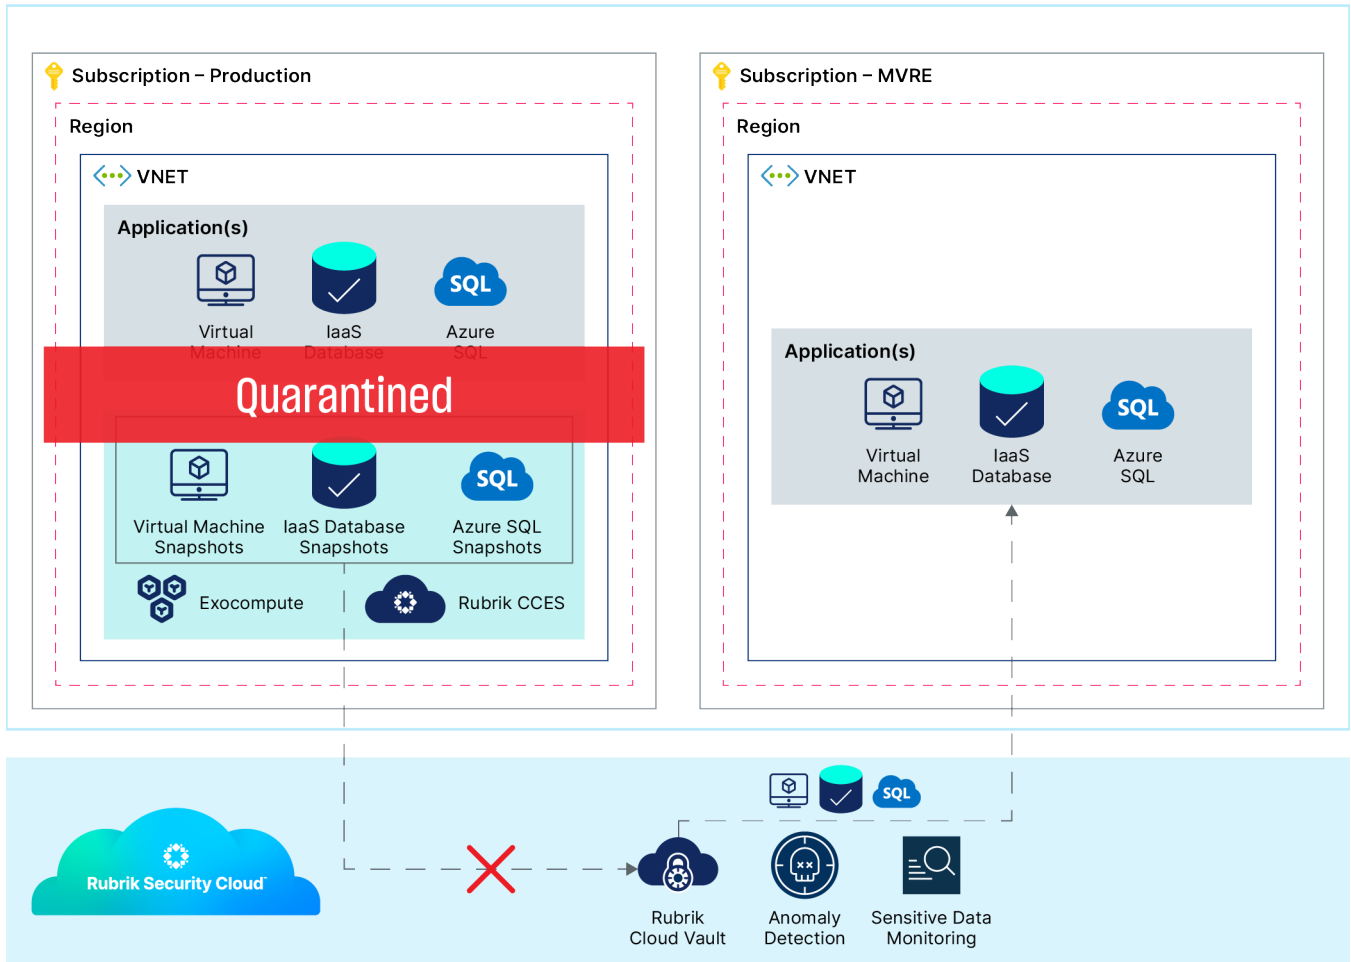 Subscription – Production
Region
VNET
Application(s)
Virtual
Machine
IaaS
Database
SQL
Azure
SQL
Quarantined
Virtual Machine
Snapshots
IaaS Database
Snapshots
SQL
Azure SQL
Snapshots
Exocompute
Rubrik CCES
Subscription – MVRE
Region
VNET
Application(s)
Virtual
Machine
IaaS
Database
SQL
Azure
SQL
Rubrik Security Cloud
SQL
Rubrik
Cloud Vault
Anomaly
Detection
Sensitive Data
Monitoring